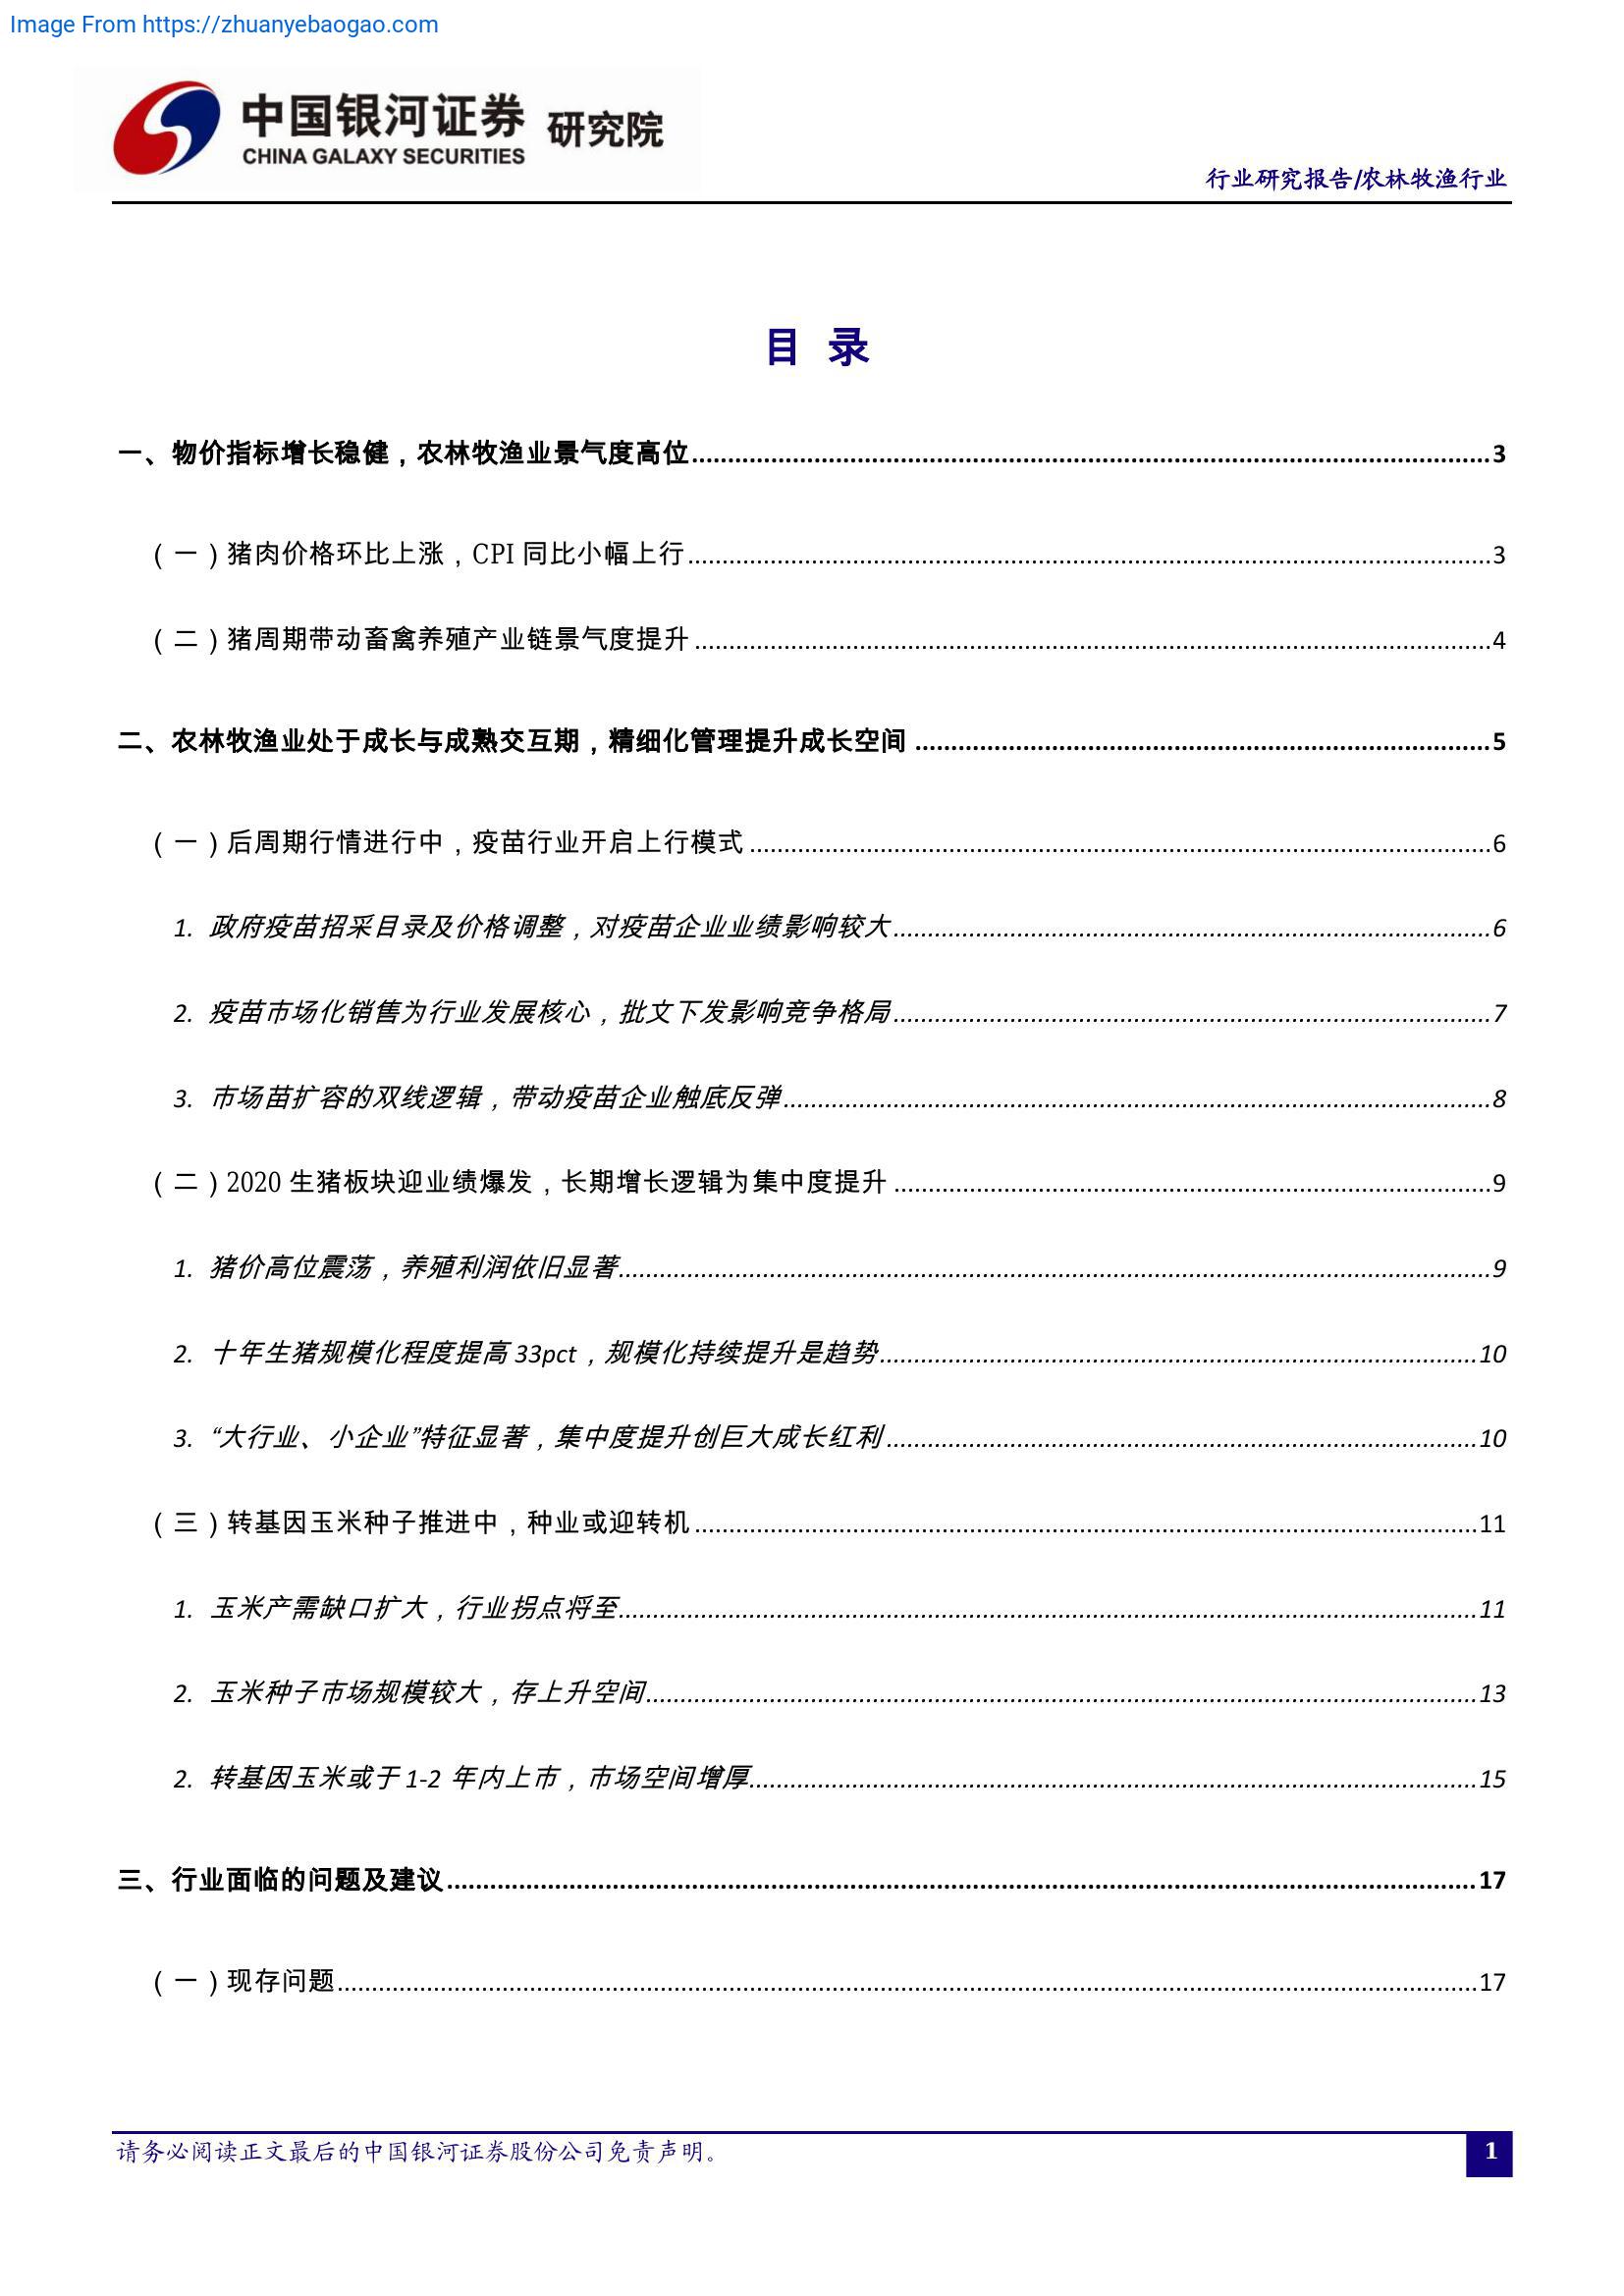 Image From https://zhuanyebaogao.com
中国银河证券 研究院
CHINA GALAXY SECURITIES
行业研究报告/农林牧渔行业
目 录
一、物价指标增长稳健，农林牧渔业景气度高位 3
（一）猪肉价格环比上涨，CPI 同比小幅上行 3
（二）猪周期带动畜禽养殖产业链景气度提升 4
二、农林牧渔业处于成长与成熟交互期，精细化管理提升成长空间 5
（一）后周期行情进行中，疫苗行业开启上行模式 6
1. 政府疫苗招采目录及价格调整，对疫苗企业业绩影响较大 6
2. 疫苗市场化销售为行业发展核心，批文下发影响竞争格局 7
3. 市场苗扩容的双线逻辑，带动疫苗企业触底反弹 8
（二）2020 生猪板块迎业绩爆发，长期增长逻辑为集中度提升 9
1. 猪价高位震荡，养殖利润依旧显著 9
2. 十年生猪规模化程度提高 33pct，规模化持续提升是趋势 10
3. “大行业、小企业”特征显著，集中度提升创巨大成长红利 10
（三）转基因玉米种子推进中，种业或迎转机 11
1. 玉米产需缺口扩大，行业拐点将至 11
2. 玉米种子市场规模较大，存上升空间 13
2. 转基因玉米或于 1-2 年内上市，市场空间增厚 15
三、行业面临的问题及建议 17
（一）现存问题 17
请务必阅读正文最后的中国银河证券股份公司免责声明。
1